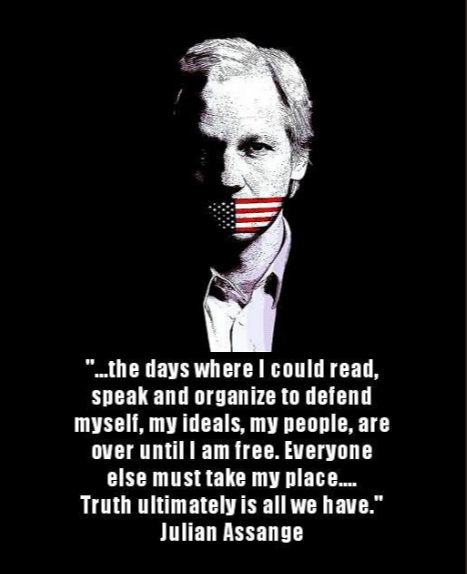 "...the days where I could read,
speak and organize to defend
myself, my ideals, my people, are
over until I am free. Everyone
else must take my place....
Truth ultimately is all we have."
Julian Assange